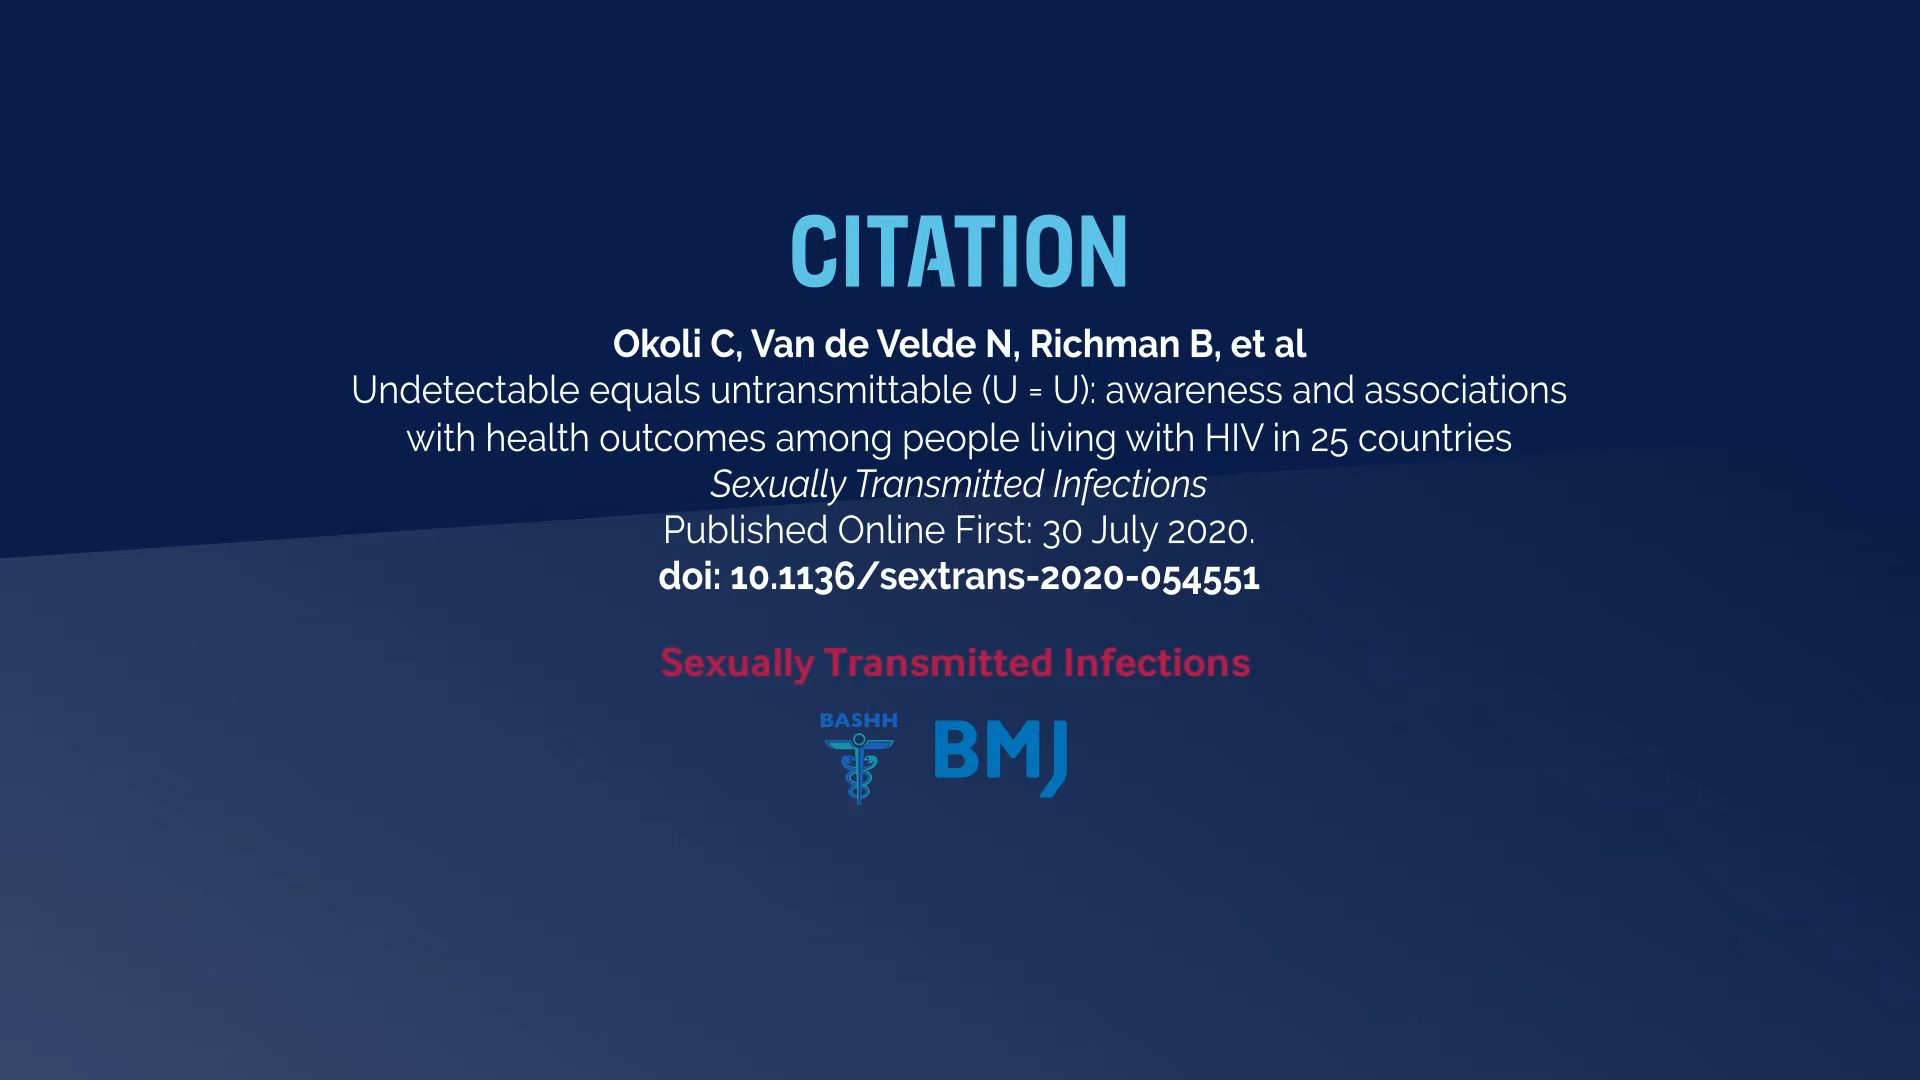 CITATION
Okoli C, Van de Velde N, Richman B, et al
Undetectable equals untransmittable (U = U): awareness and associations
with health outcomes among people living with HIV in 25 countries
Sexually Transmitted Infections
Published Online First: 30 July 2020.
doi: 10.1136/sextrans-2020-054551
Sexually Transmitted Infections
BASHH
BMJ